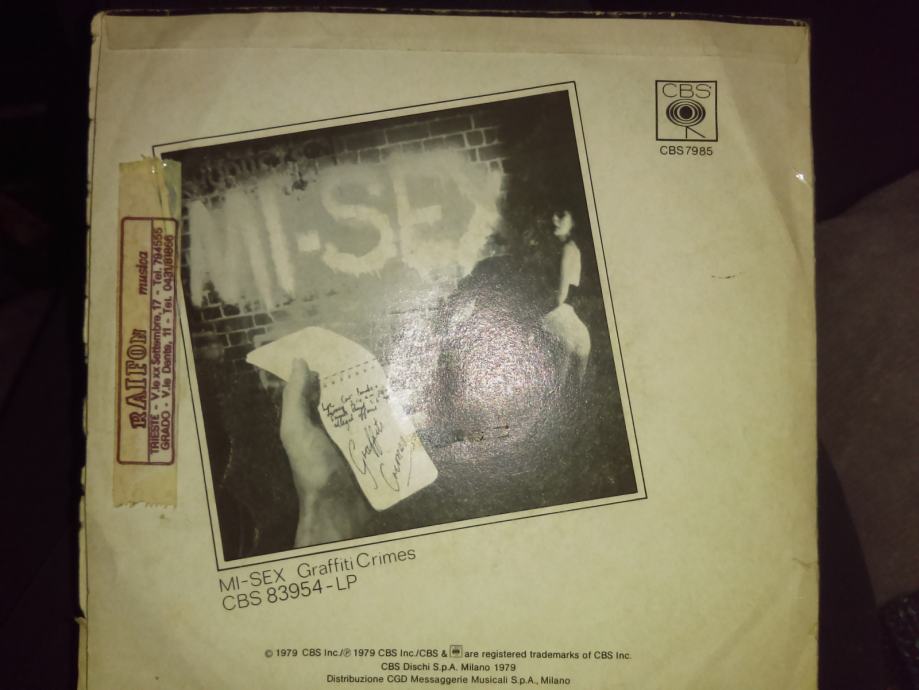 CBS
CBS 7985
MI-SEX
RAIFON musica
TRIESTE - V.le xx Settembre, 17 - Tel. 794555
GRADO - V.le Dante, 11 - Tel.
Graffiti
Crimes
MI-SEX Graffiti Crimes
CBS 83954-LP
© 1979 CBS Inc./℗ 1979 CBS Inc./CBS & are registered trademarks of CBS Inc.
CBS Dischi S.p.A. Milano 1979
Distribuzione CGD Messaggerie Musicali S.p.A., Milano